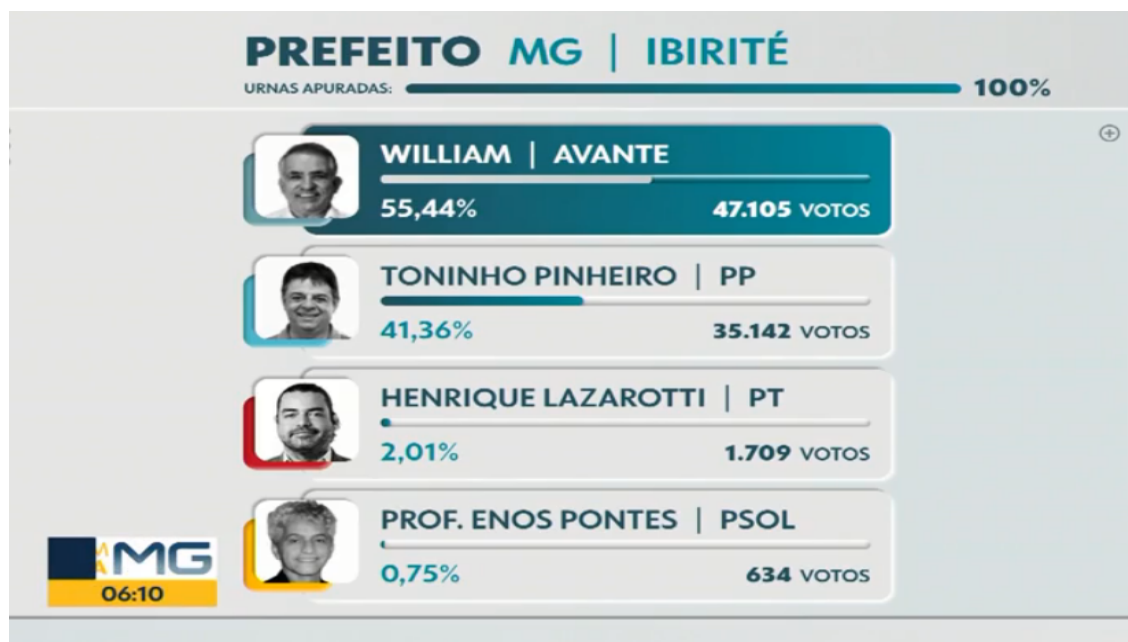 PREFEITO MG | IBIRITÉ
URNAS APURADAS: 100%
WILLIAM | AVANTE
55,44% 47.105 VOTOS
TONINHO PINHEIRO | PP
41,36% 35.142 VOTOS
HENRIQUE LAZAROTTI | PT
2,01% 1.709 VOTOS
PROF. ENOS PONTES | PSOL
0,75% 634 VOTOS
MG
06:10